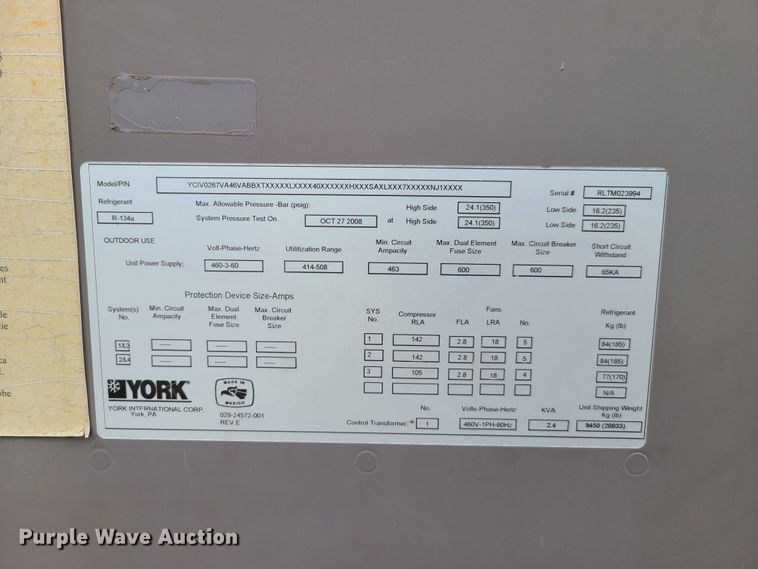 Model/PIN YCIV0267VA46VABBXTXXXXXLXXXX40XXXXXXHXXXSAXLXXX7XXXXXNJ1XXXX Serial # RLTM023994
Refrigerant Max. Allowable Pressure -Bar (psig): High Side 24.1(350) Low Side 16.2(235)
R-134a System Pressure Test On OCT 27 2008 at High Side 24.1(350) Low Side 16.2(235)
OUTDOOR USE Volt-Phase-Hertz Utilitization Range Min. Circuit Ampacity Max. Dual Element Fuse Size Max. Circuit Breaker Size Short Circuit Withstand
Unit Power Supply: 460-3-60 414-508 463 600 600 65KA
Protection Device Size-Amps
System(s) No. Min. Circuit Ampacity Max. Dual Element Fuse Size Max. Circuit Breaker Size SYS No. Compressor RLA Fans FLA LRA No. Refrigerant Kg (lb)
1&3 ----- ----- ----- 1 142 2.8 18 5 84(185)
2&4 ----- ----- ----- 2 142 2.8 18 5 84(185)
3 105 2.8 18 4 77(170)
N/A
YORK MADE IN MEXICO
YORK INTERNATIONAL CORP. 029-24572-001 No. Volts-Phase-Hertz KVA Unit Shipping Weight Kg (lb)
York, PA REV.E Control Transformer: 1 460V-1PH-60Hz 2.4 9450 (20833)
Purple Wave Auction